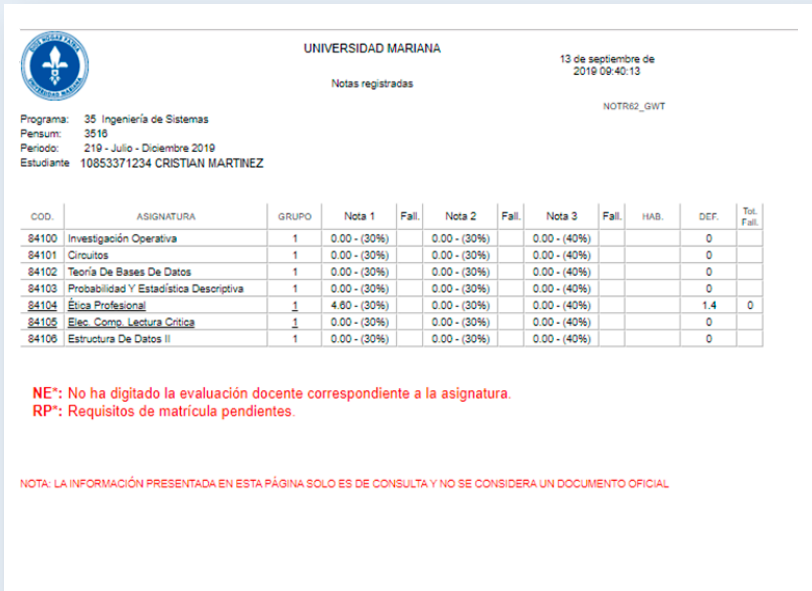 UNIVERSIDAD MARIANA
13 de septiembre de
2019 09:40:13
Notas registradas
NOTR62_GWT
Programa: 35 Ingeniería de Sistemas
Pensum: 3516
Periodo: 219 - Julio - Diciembre 2019
Estudiante 10853371234 CRISTIAN MARTINEZ
COD. ASIGNATURA GRUPO Nota 1 Fall. Nota 2 Fall. Nota 3 Fall. HAB. DEF. Tot. Fall.
84100 Investigación Operativa 1 0.00 - (30%) 0.00 - (30%) 0.00 - (40%) 0
84101 Circuitos 1 0.00 - (30%) 0.00 - (30%) 0.00 - (40%) 0
84102 Teoría De Bases De Datos 1 0.00 - (30%) 0.00 - (30%) 0.00 - (40%) 0
84103 Probabilidad Y Estadística Descriptiva 1 0.00 - (30%) 0.00 - (30%) 0.00 - (40%) 0
84104 Ética Profesional 1 4.60 - (30%) 0.00 - (30%) 0.00 - (40%) 1.4 0
84105 Elec. Comp. Lectura Critica 1 0.00 - (30%) 0.00 - (30%) 0.00 - (40%) 0
84106 Estructura De Datos II 1 0.00 - (30%) 0.00 - (30%) 0.00 - (40%) 0
NE*: No ha digitado la evaluación docente correspondiente a la asignatura.
RP*: Requisitos de matrícula pendientes.
NOTA: LA INFORMACIÓN PRESENTADA EN ESTA PÁGINA SOLO ES DE CONSULTA Y NO SE CONSIDERA UN DOCUMENTO OFICIAL